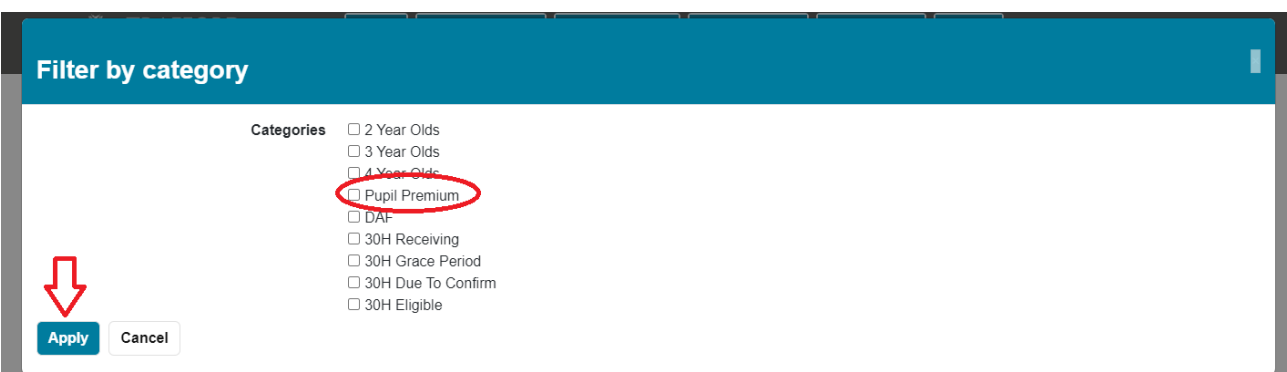 Filter by category
Categories
2 Year Olds
3 Year Olds
4 Year Olds
Pupil Premium
DAF
30H Receiving
30H Grace Period
30H Due To Confirm
30H Eligible
Apply Cancel